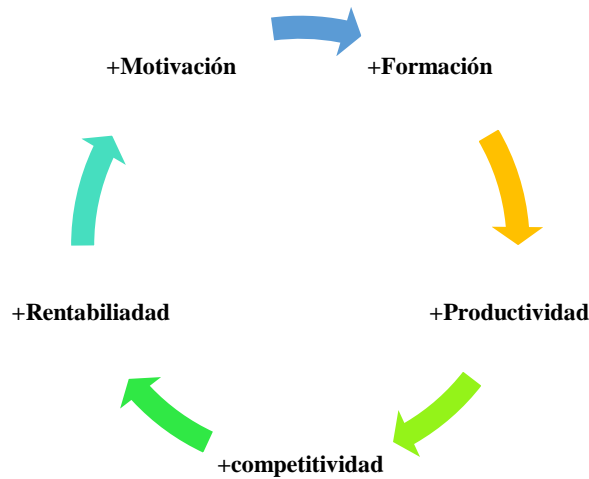 +Motivación
+Formación
+Rentabiliadad
+Productividad
+competitividad